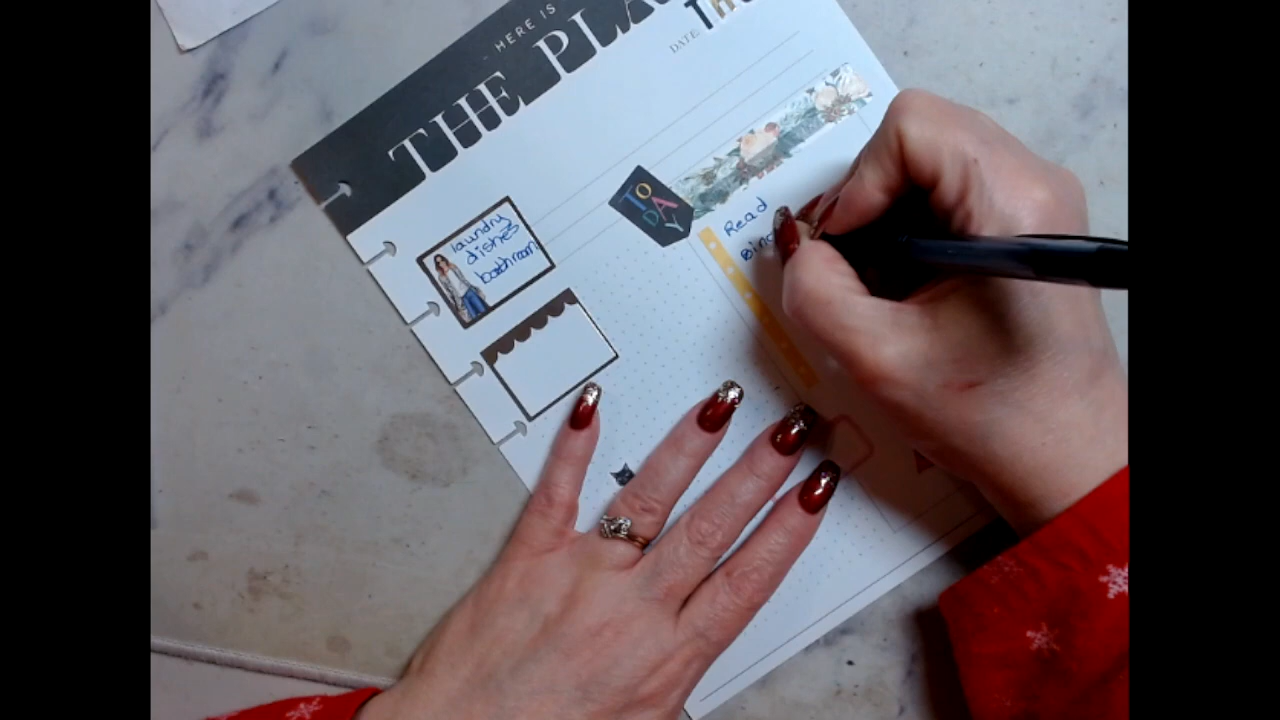 HERE IS
THE PLA
DATE:
TODAY
laundry
dishes
bathroom
Read